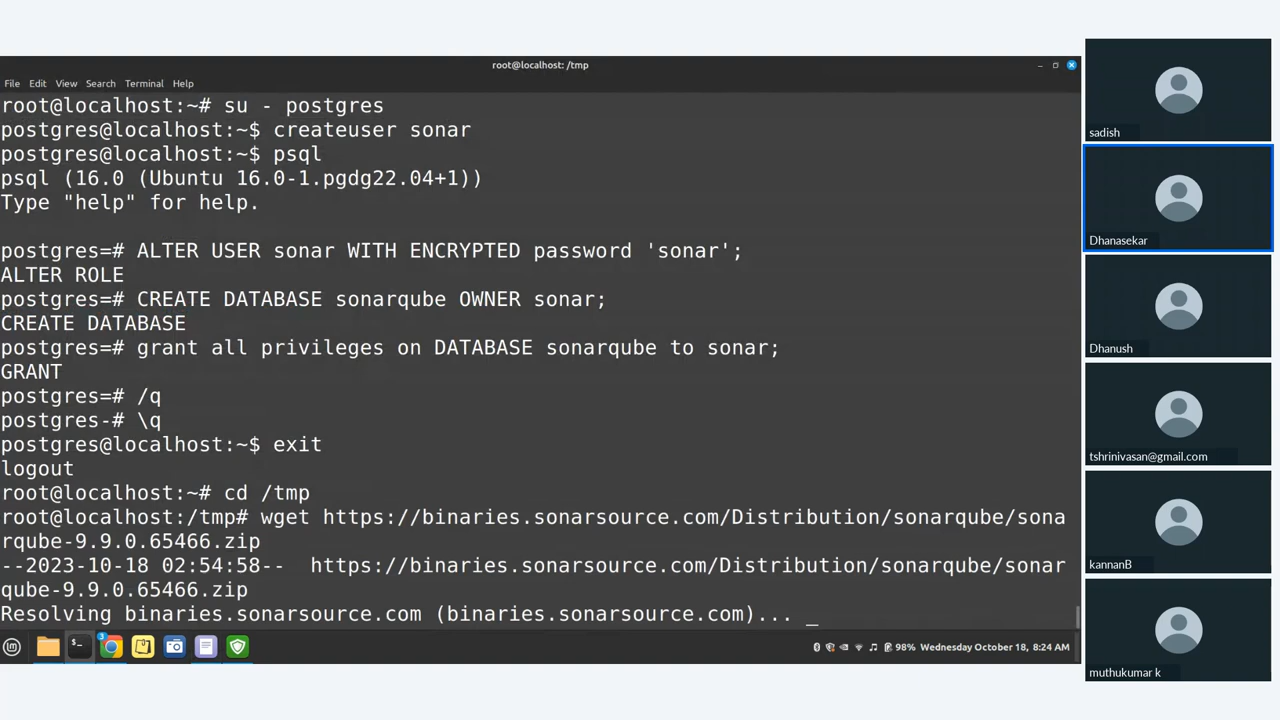 root@localhost: /tmp
File Edit View Search Terminal Help
root@localhost:~# su - postgres
postgres@localhost:~$ createuser sonar
postgres@localhost:~$ psql
psql (16.0 (Ubuntu 16.0-1.pgdg22.04+1))
Type "help" for help.
postgres=# ALTER USER sonar WITH ENCRYPTED password 'sonar';
ALTER ROLE
postgres=# CREATE DATABASE sonarqube OWNER sonar;
CREATE DATABASE
postgres=# grant all privileges on DATABASE sonarqube to sonar;
GRANT
postgres=# /q
postgres-# \q
postgres@localhost:~$ exit
logout
root@localhost:~# cd /tmp
root@localhost:/tmp# wget https://binaries.sonarsource.com/Distribution/sonarqube/sona
rqube-9.9.0.65466.zip
--2023-10-18 02:54:58--  https://binaries.sonarsource.com/Distribution/sonarqube/sonar
qube-9.9.0.65466.zip
Resolving binaries.sonarsource.com (binaries.sonarsource.com)... _
3
98% Wednesday October 18, 8:24 AM
sadish
Dhanasekar
Dhanush
tshrinivasan@gmail.com
kannanB
muthukumar k